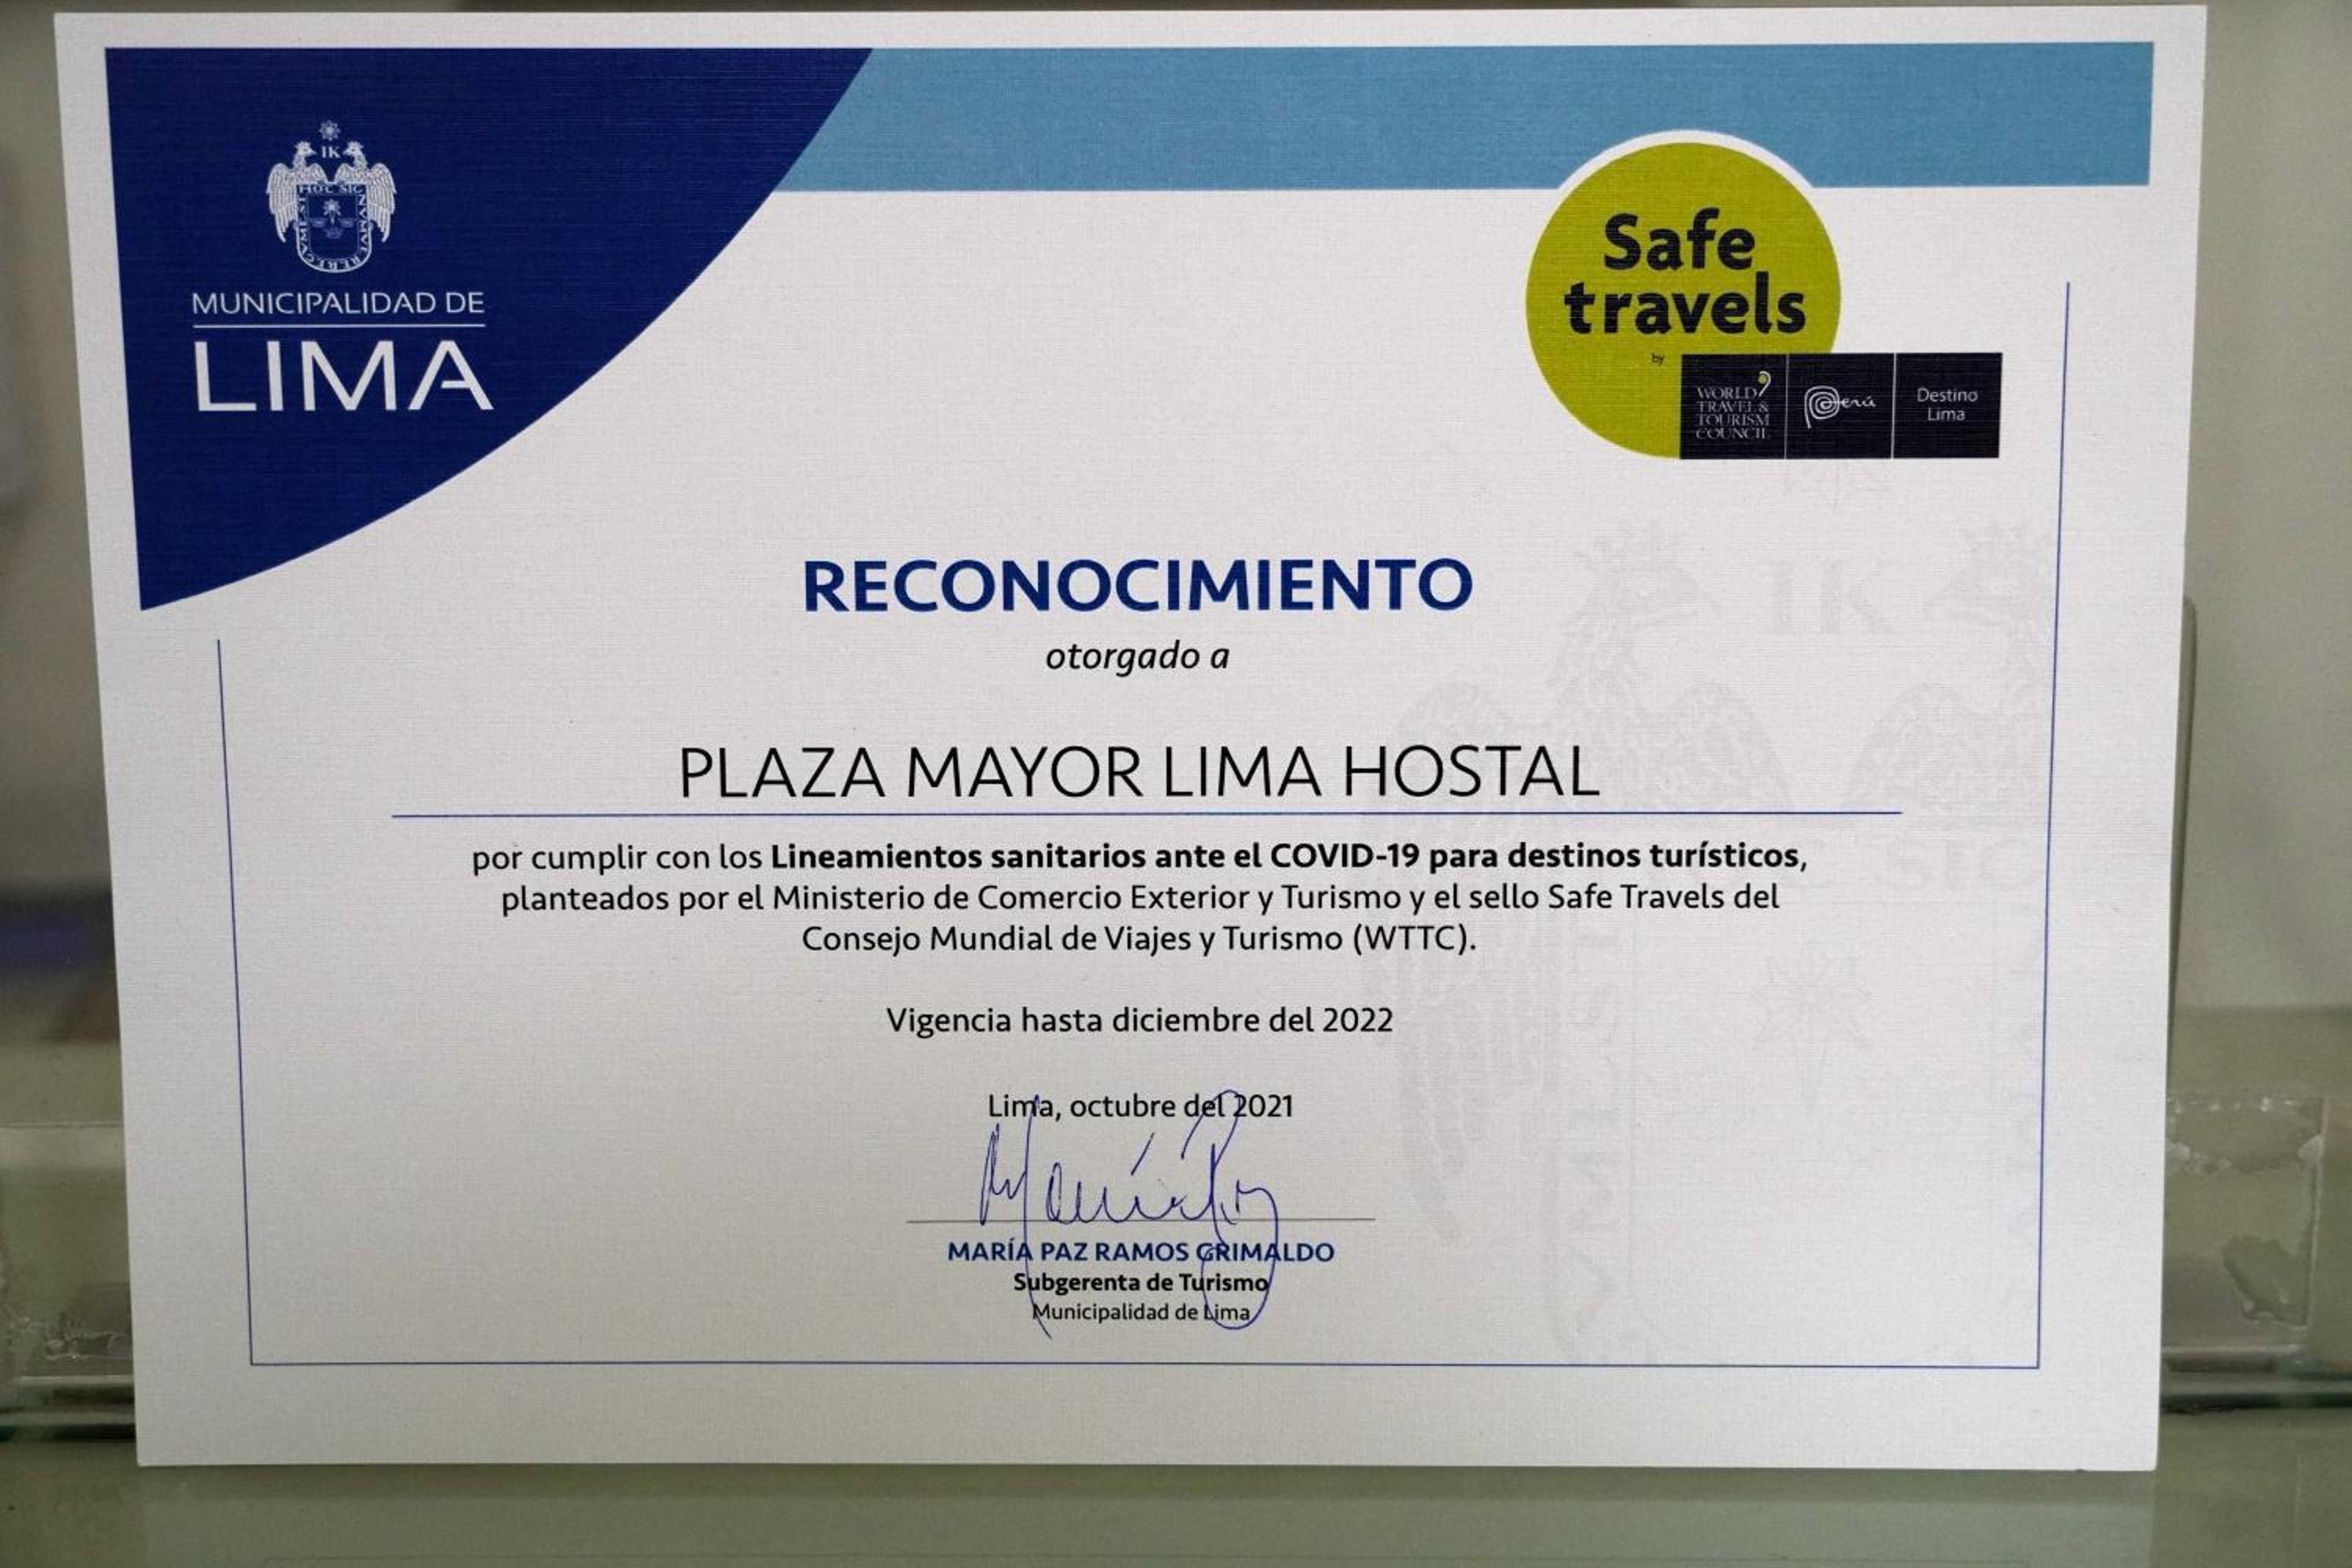 IK
HOC SIG
MUNICIPALIDAD DE
LIMA
Safe
travels
by
WORLD
TRAVEL &
TOURISM
COUNCIL
Perú
Destino
Lima
RECONOCIMIENTO
otorgado a
PLAZA MAYOR LIMA HOSTAL
por cumplir con los Lineamientos sanitarios ante el COVID-19 para destinos turísticos,
planteados por el Ministerio de Comercio Exterior y Turismo y el sello Safe Travels del
Consejo Mundial de Viajes y Turismo (WTTC).
Vigencia hasta diciembre del 2022
Lima, octubre del 2021
MARÍA PAZ RAMOS GRIMALDO
Subgerenta de Turismo
Municipalidad de Lima